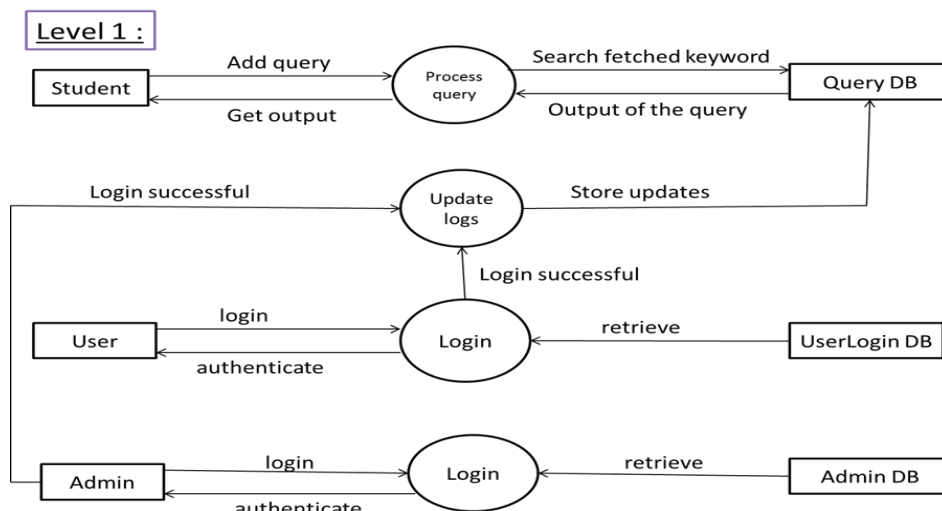 Level 1 :
Add query
Search fetched keyword
Student
Process
query
Query DB
Get output
Output of the query
Login successful
Update
logs
Store updates
Login successful
login
retrieve
User
Login
UserLogin DB
authenticate
login
retrieve
Admin
Login
Admin DB
authenticate